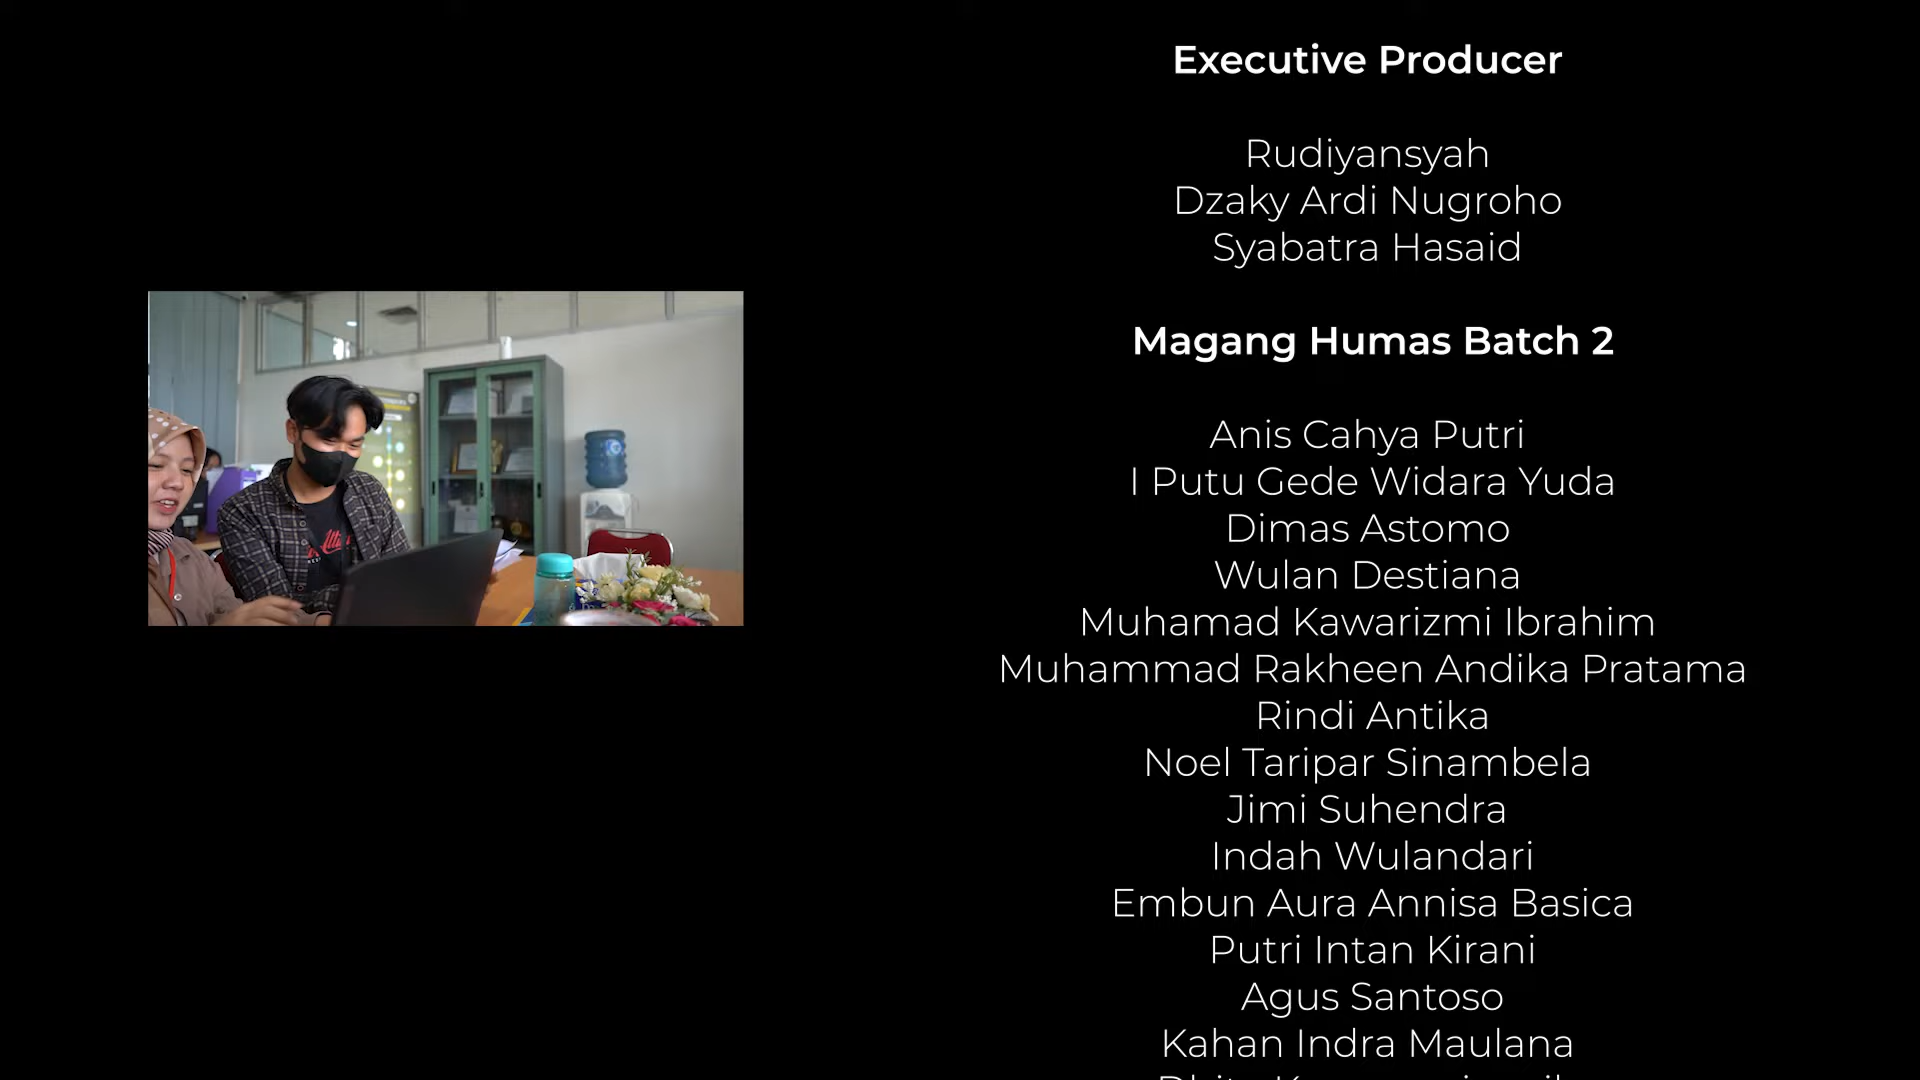 Executive Producer
Rudiyansyah
Dzaky Ardi Nugroho
Syabatra Hasaid
Magang Humas Batch 2
Anis Cahya Putri
I Putu Gede Widara Yuda
Dimas Astomo
Wulan Destiana
Muhamad Kawarizmi Ibrahim
Muhammad Rakheen Andika Pratama
Rindi Antika
Noel Taripar Sinambela
Jimi Suhendra
Indah Wulandari
Embun Aura Annisa Basica
Putri Intan Kirani
Agus Santoso
Kahan Indra Maulana